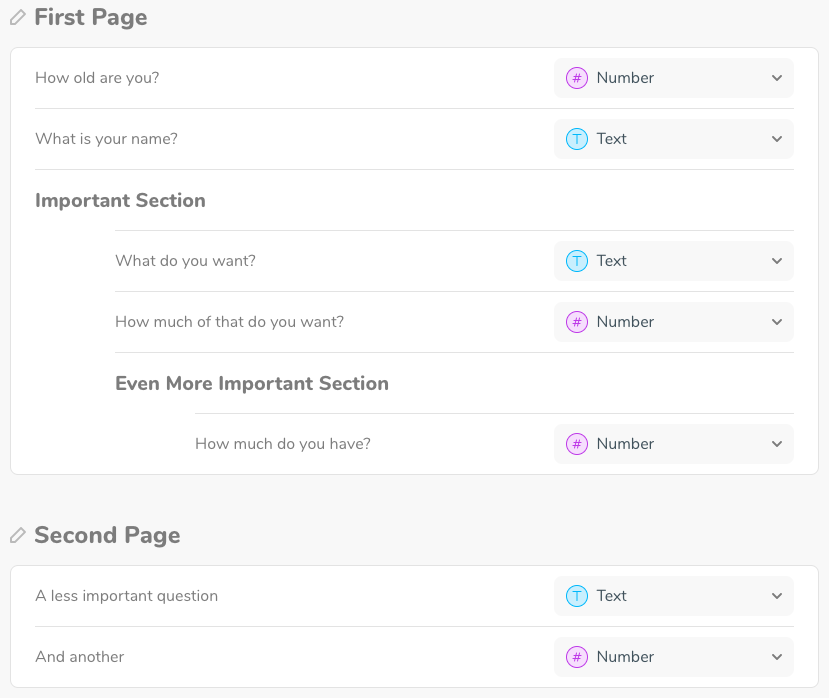 First Page
How old are you?
# Number
What is your name?
T Text
Important Section
What do you want?
T Text
How much of that do you want?
# Number
Even More Important Section
How much do you have?
# Number
Second Page
A less important question
T Text
And another
# Number